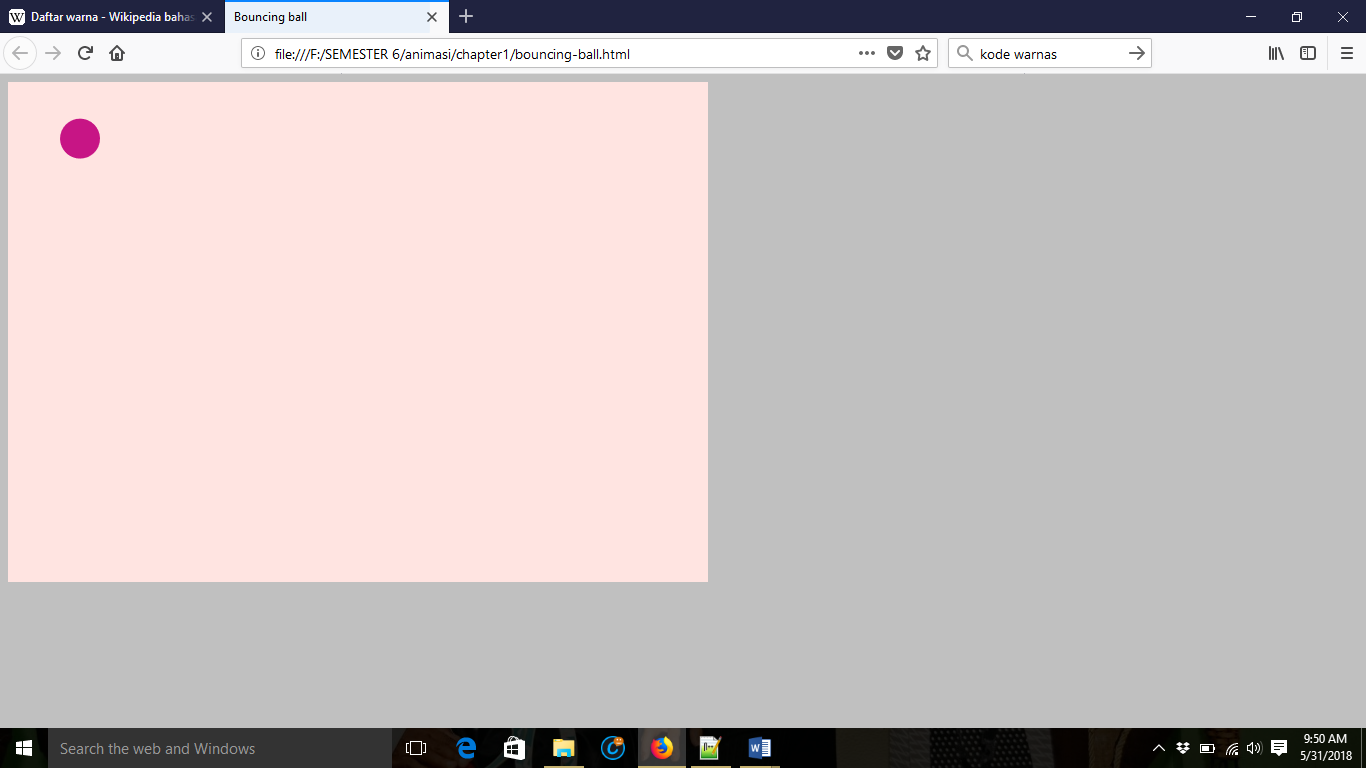 Daftar warna - Wikipedia bahas
Bouncing ball
file:///F:/SEMESTER 6/animasi/chapter1/bouncing-ball.html
kode warnas
Search the web and Windows
9:50 AM
5/31/2018